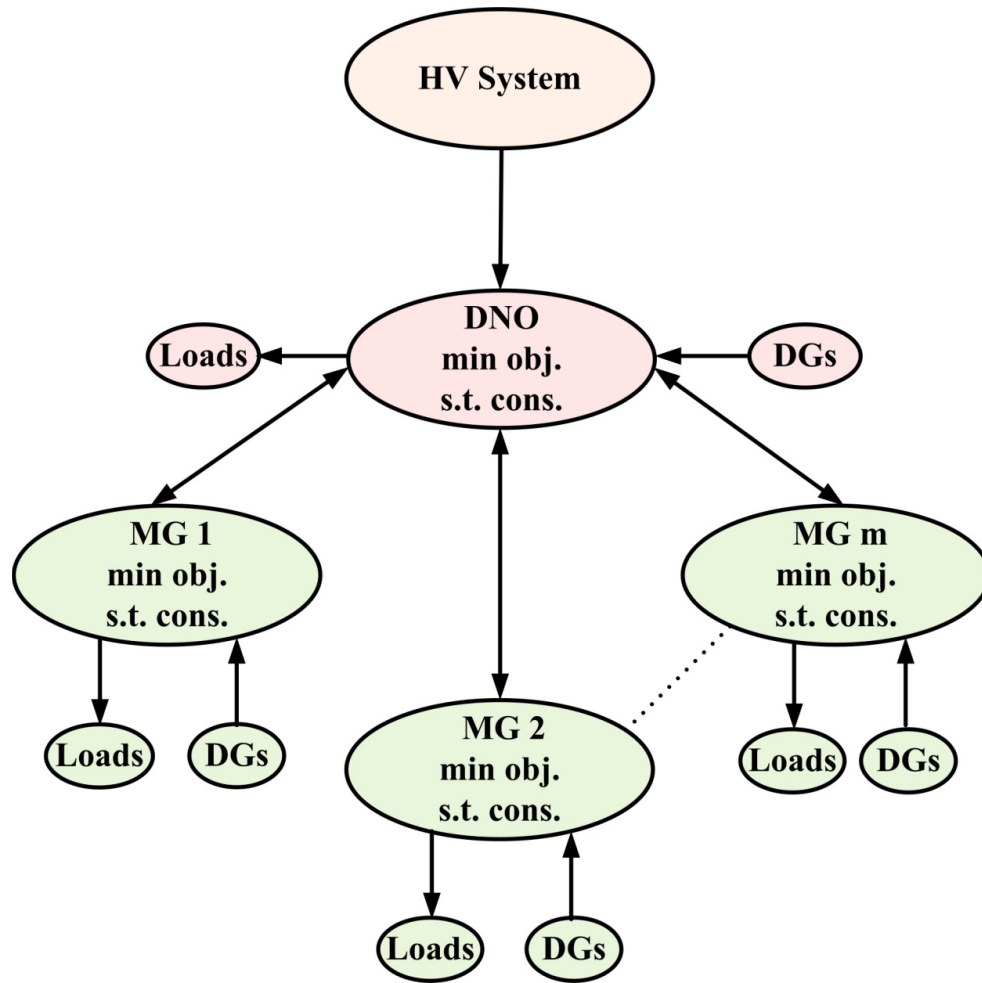 HV System
DNO
min obj.
s.t. cons.
Loads
DGs
MG 1
min obj.
s.t. cons.
Loads
DGs
MG 2
min obj.
s.t. cons.
Loads
DGs
MG m
min obj.
s.t. cons.
Loads
DGs